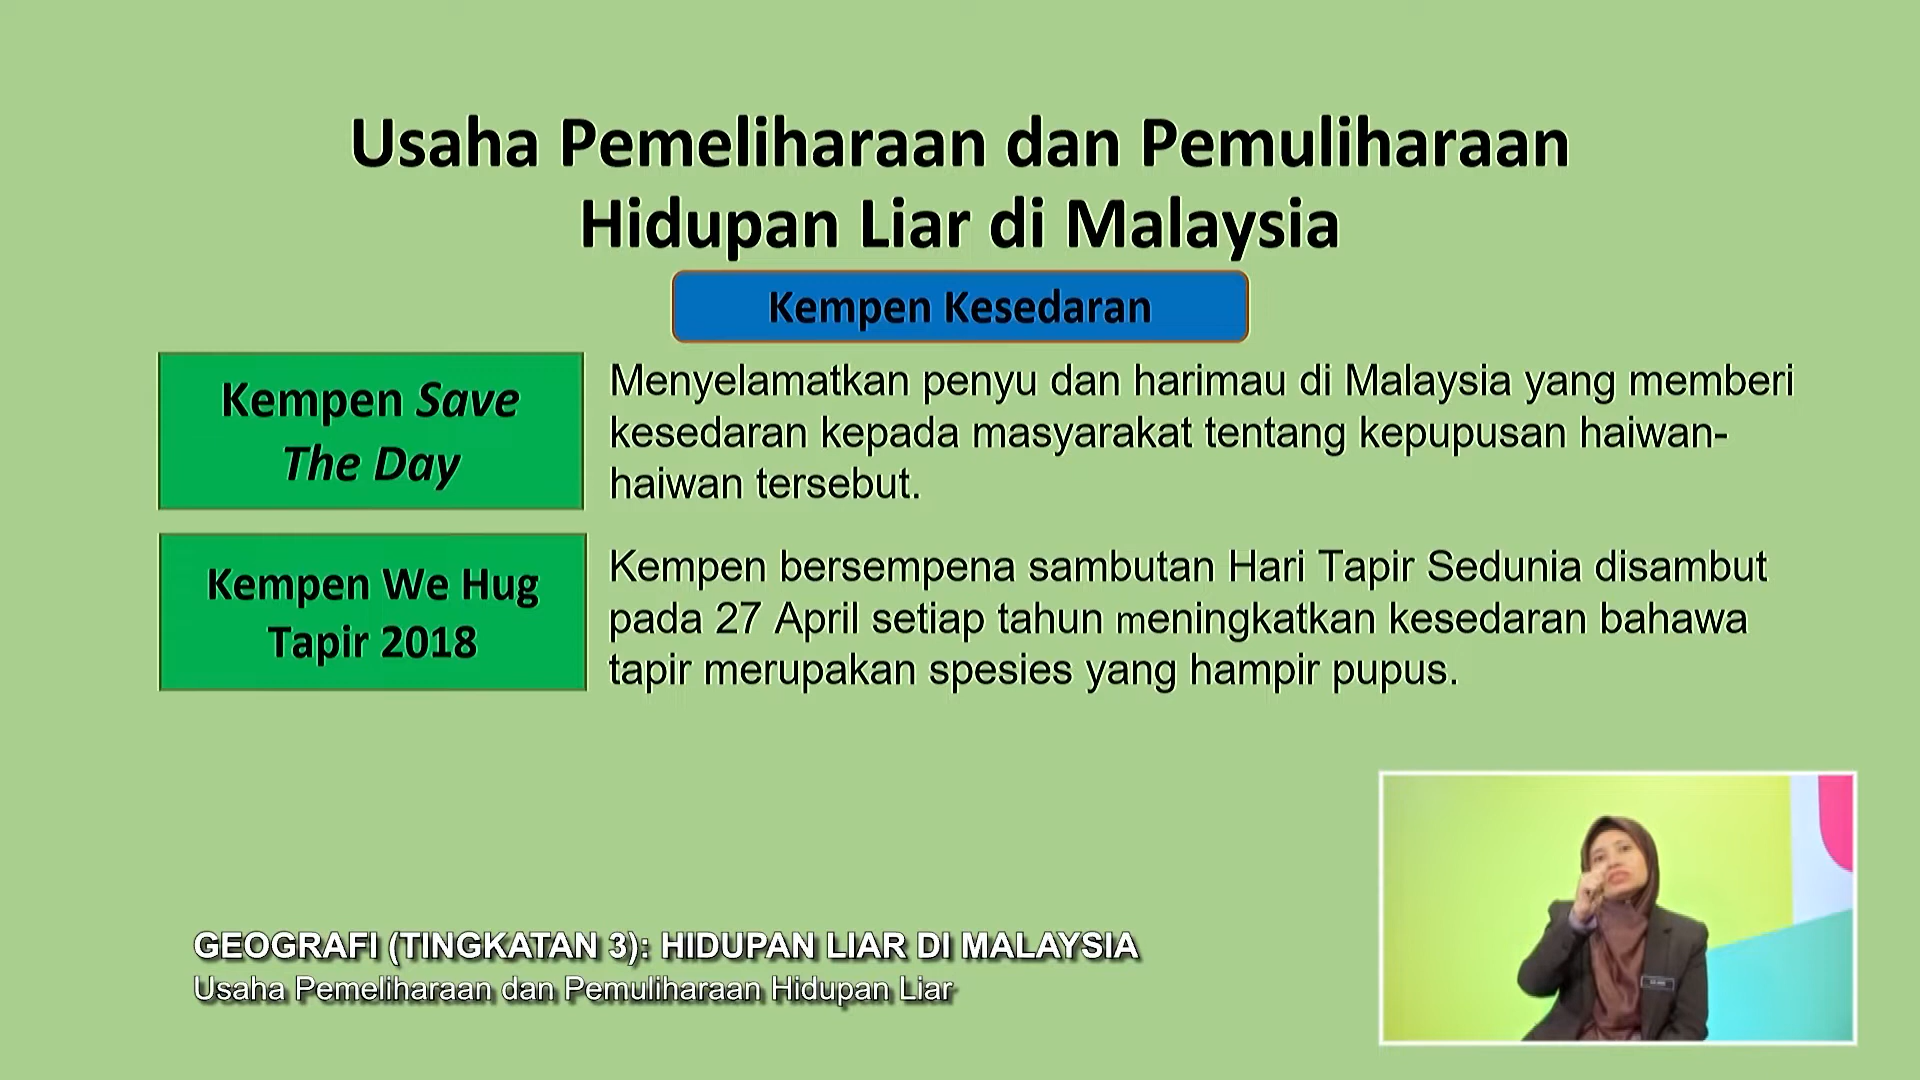 Usaha Pemeliharaan dan Pemuliharaan
Hidupan Liar di Malaysia
Kempen Kesedaran
Kempen Save
The Day
Menyelamatkan penyu dan harimau di Malaysia yang memberi
kesedaran kepada masyarakat tentang kepupusan haiwan-
haiwan tersebut.
Kempen We Hug
Tapir 2018
Kempen bersempena sambutan Hari Tapir Sedunia disambut
pada 27 April setiap tahun meningkatkan kesedaran bahawa
tapir merupakan spesies yang hampir pupus.
GEOGRAFI (TINGKATAN 3): HIDUPAN LIAR DI MALAYSIA
Usaha Pemeliharaan dan Pemuliharaan Hidupan Liar